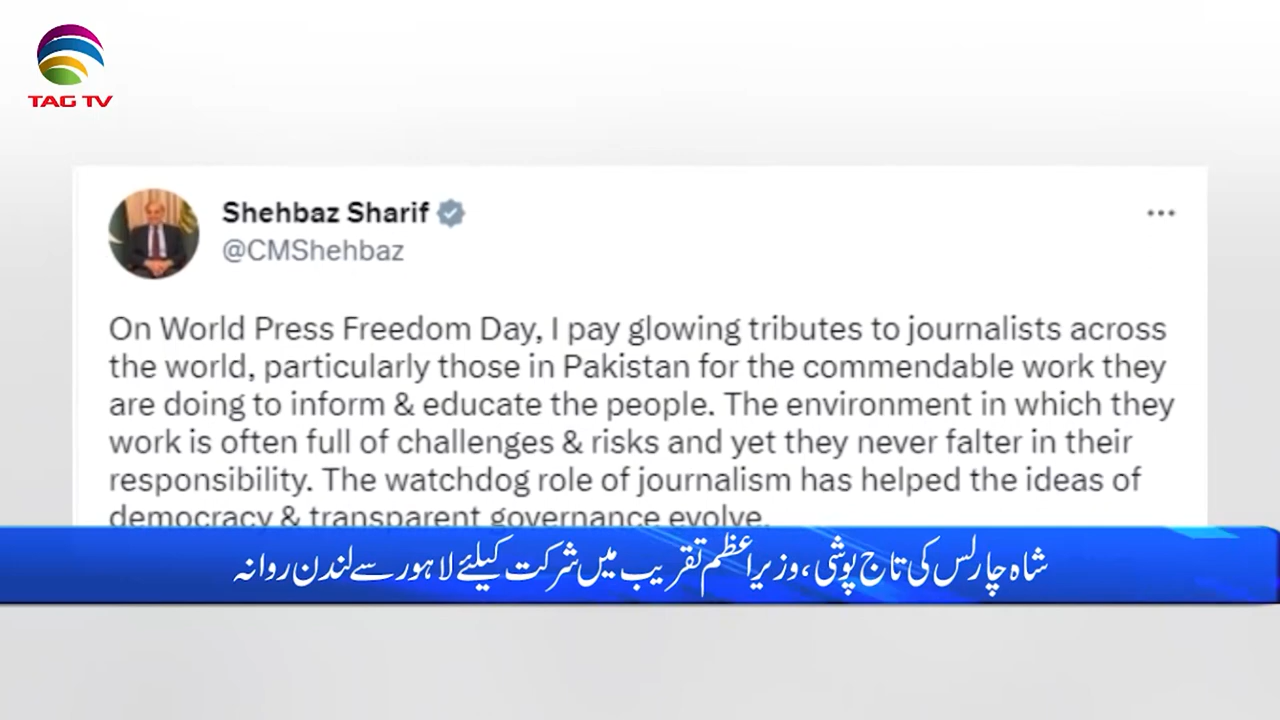 TAG TV
Shehbaz Sharif
@CMShehbaz
On World Press Freedom Day, I pay glowing tributes to journalists across
the world, particularly those in Pakistan for the commendable work they
are doing to inform & educate the people. The environment in which they
work is often full of challenges & risks and yet they never falter in their
responsibility. The watchdog role of journalism has helped the ideas of
democracy & transparent governance evolve.
شاہ چارلس کی تاج پوشی، وزیراعظم تقریب میں شرکت کیلئے لاہور سے لندن روانہ